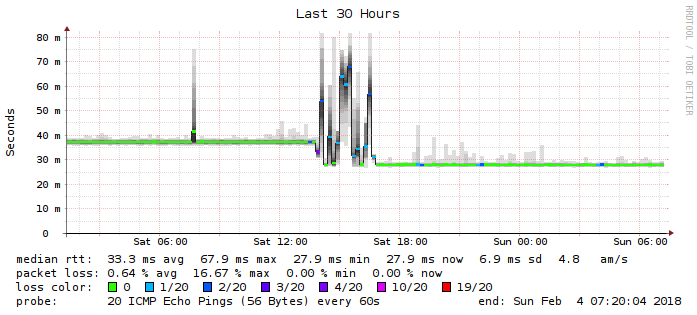 Last 30 Hours
RRDTOOL / TOBI OETIKER
80 m
70 m
60 m
50 m
40 m
30 m
20 m
10 m
0
Seconds
Sat 06:00 Sat 12:00 Sat 18:00 Sun 00:00 Sun 06:00
median rtt: 33.3 ms avg 67.9 ms max 27.9 ms min 27.9 ms now 6.9 ms sd 4.8 am/s
packet loss: 0.64 % avg 16.67 % max 0.00 % min 0.00 % now
loss color: 0 1/20 2/20 3/20 4/20 10/20 19/20
probe: 20 ICMP Echo Pings (56 Bytes) every 60s end: Sun Feb 4 07:20:04 2018